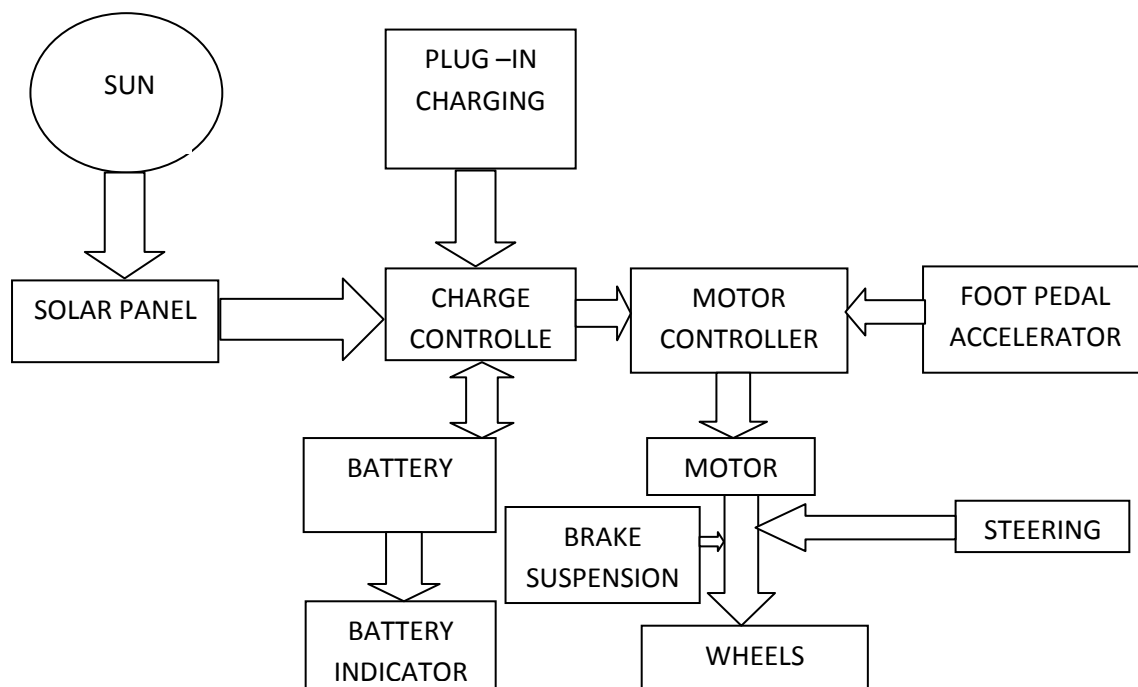 SUN
PLUG –IN
CHARGING
SOLAR PANEL
CHARGE
CONTROLLE
MOTOR
CONTROLLER
FOOT PEDAL
ACCELERATOR
BATTERY
MOTOR
BRAKE
SUSPENSION
STEERING
BATTERY
INDICATOR
WHEELS